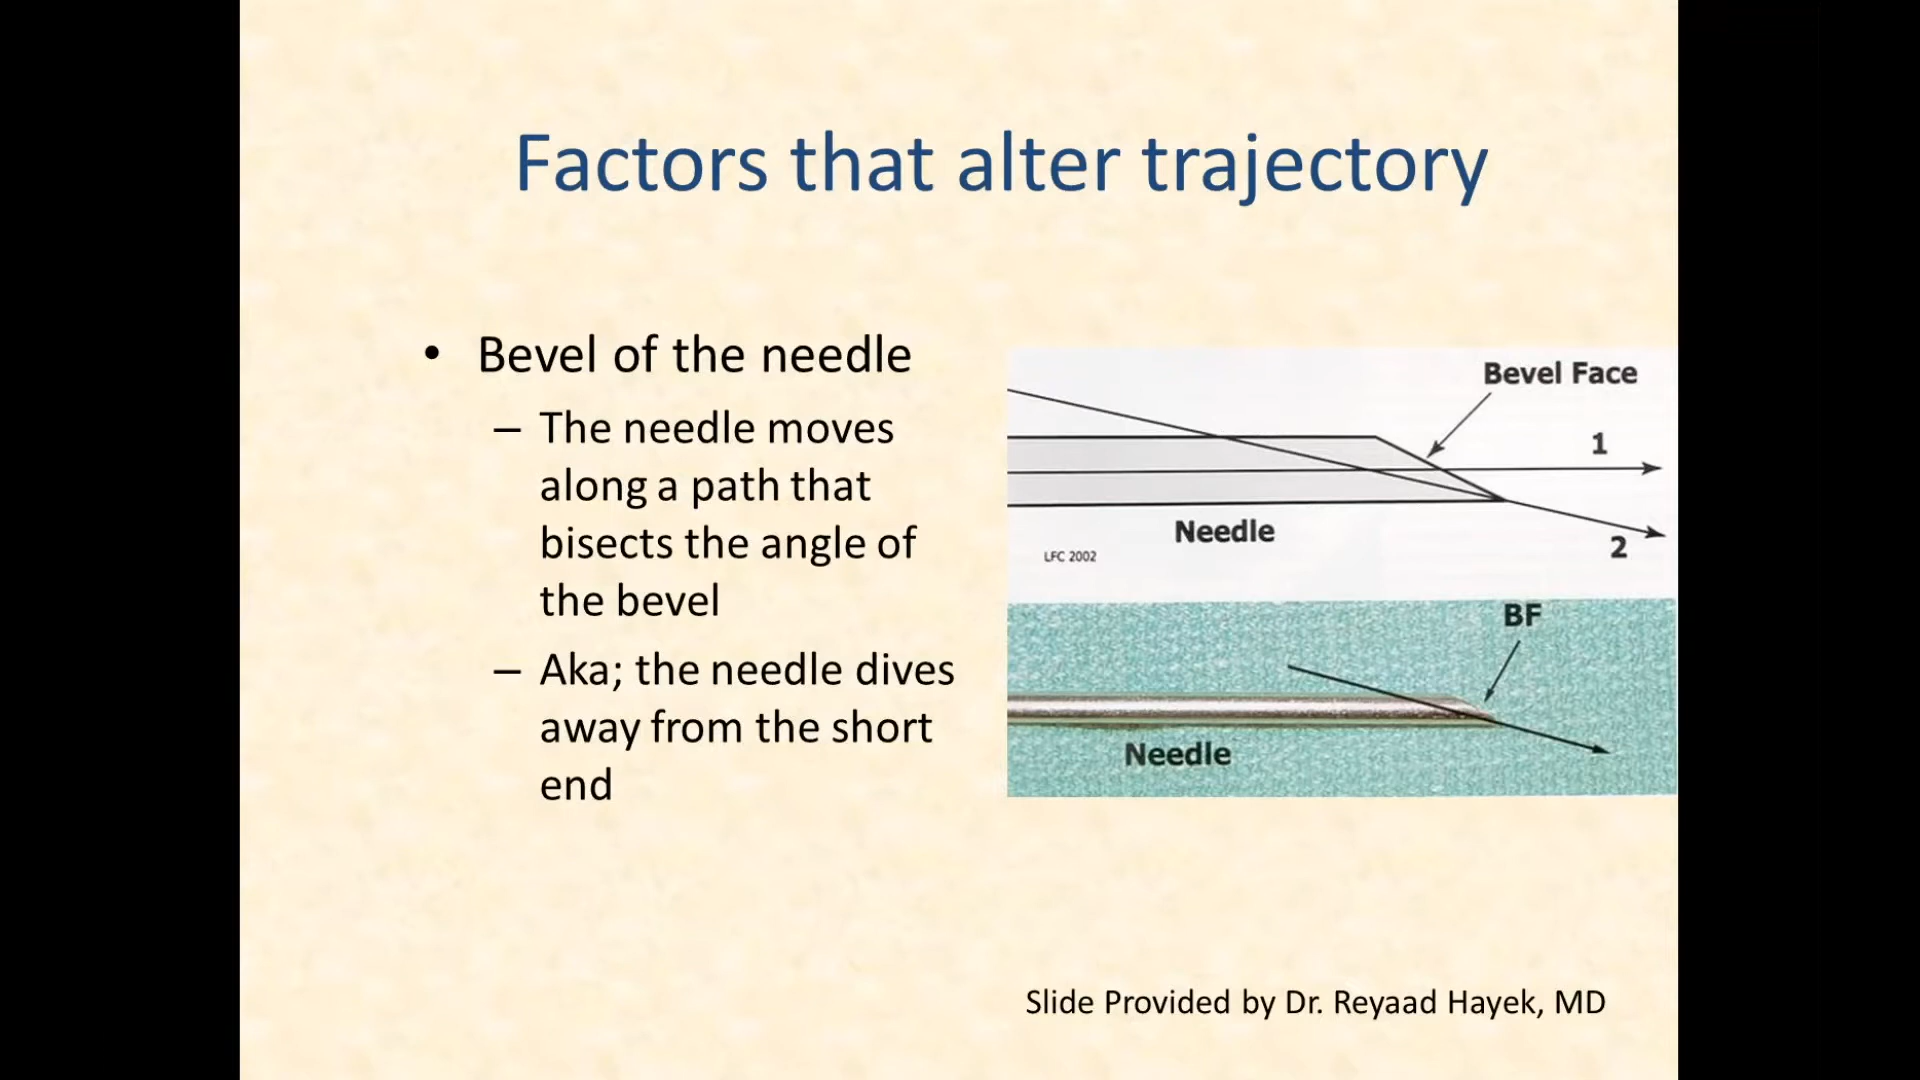 Factors that alter trajectory
• Bevel of the needle
– The needle moves
along a path that
bisects the angle of
the bevel
– Aka; the needle dives
away from the short
end
Bevel Face
1
Needle
2
LFC 2002
BF
Needle
Slide Provided by Dr. Reyaad Hayek, MD